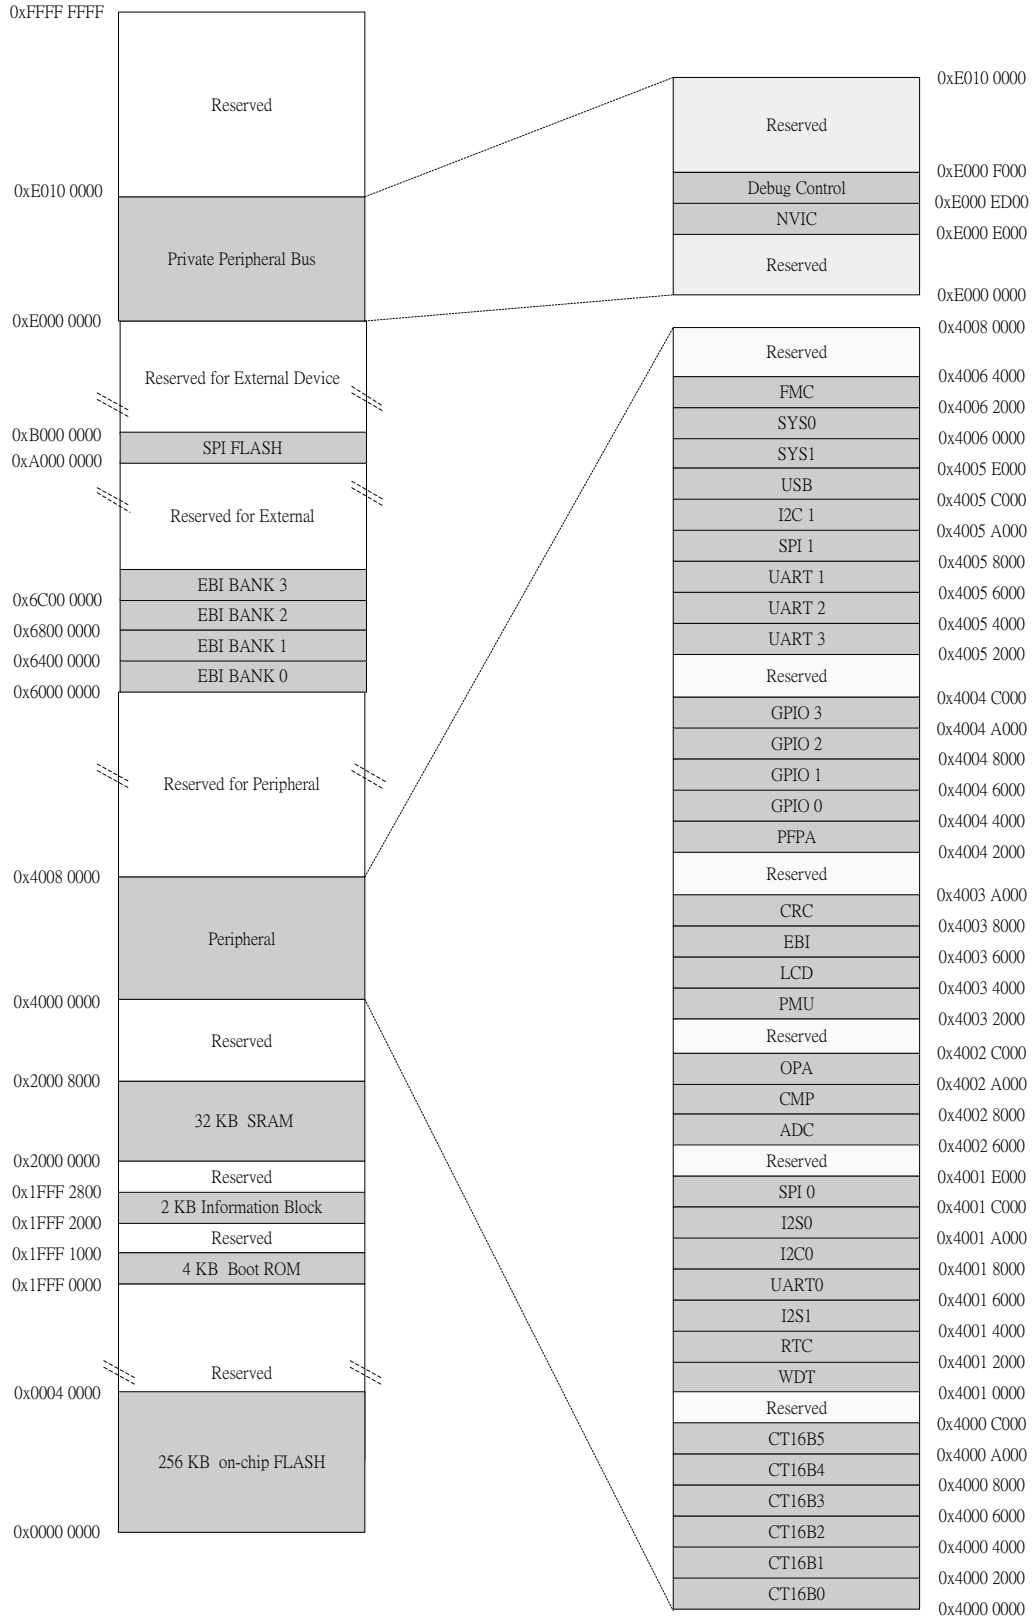 0xFFFF FFFF
Reserved
0xE010 0000
Private Peripheral Bus
0xE000 0000
Reserved for External Device
0xB000 0000
SPI FLASH
0xA000 0000
Reserved for External
EBI BANK 3
0x6C00 0000
EBI BANK 2
0x6800 0000
EBI BANK 1
0x6400 0000
EBI BANK 0
0x6000 0000
Reserved for Peripheral
0x4008 0000
Peripheral
0x4000 0000
Reserved
0x2000 8000
32 KB SRAM
0x2000 0000
Reserved
0x1FFF 2800
2 KB Information Block
0x1FFF 2000
Reserved
0x1FFF 1000
4 KB Boot ROM
0x1FFF 0000
Reserved
0x0004 0000
256 KB on-chip FLASH
0x0000 0000
0xE010 0000
Reserved
0xE000 F000
Debug Control
0xE000 ED00
NVIC
0xE000 E000
Reserved
0xE000 0000
0x4008 0000
Reserved
0x4006 4000
FMC
0x4006 2000
SYS0
0x4006 0000
SYS1
0x4005 E000
USB
0x4005 C000
I2C 1
0x4005 A000
SPI 1
0x4005 8000
UART 1
0x4005 6000
UART 2
0x4005 4000
UART 3
0x4005 2000
Reserved
0x4004 C000
GPIO 3
0x4004 A000
GPIO 2
0x4004 8000
GPIO 1
0x4004 6000
GPIO 0
0x4004 4000
PFPA
0x4004 2000
Reserved
0x4003 A000
CRC
0x4003 8000
EBI
0x4003 6000
LCD
0x4003 4000
PMU
0x4003 2000
Reserved
0x4002 C000
OPA
0x4002 A000
CMP
0x4002 8000
ADC
0x4002 6000
Reserved
0x4001 E000
SPI 0
0x4001 C000
I2S0
0x4001 A000
I2C0
0x4001 8000
UART0
0x4001 6000
I2S1
0x4001 4000
RTC
0x4001 2000
WDT
0x4001 0000
Reserved
0x4000 C000
CT16B5
0x4000 A000
CT16B4
0x4000 8000
CT16B3
0x4000 6000
CT16B2
0x4000 4000
CT16B1
0x4000 2000
CT16B0
0x4000 0000